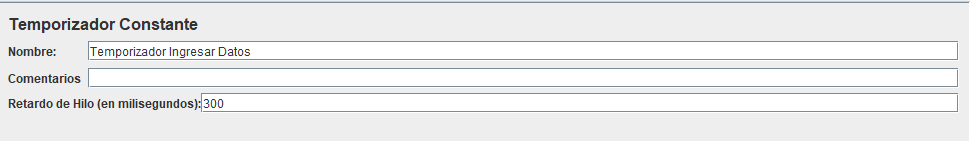 Temporizador Constante
Nombre: Temporizador Ingresar Datos
Comentarios
Retardo de Hilo (en milisegundos): 300